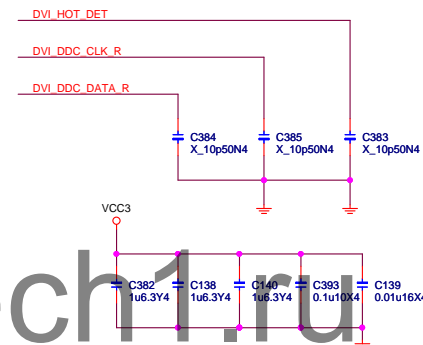 DVI_HOT_DET
DVI_DDC_CLK_R
DVI_DDC_DATA_R
C384 C385 C383
X_10p50N4 X_10p50N4 X_10p50N4
VCC3
C382 C138 C140 C393 C139
1u6.3Y4 1u6.3Y4 1u6.3Y4 0.1u10X4 0.01u16X4
ch1.ru